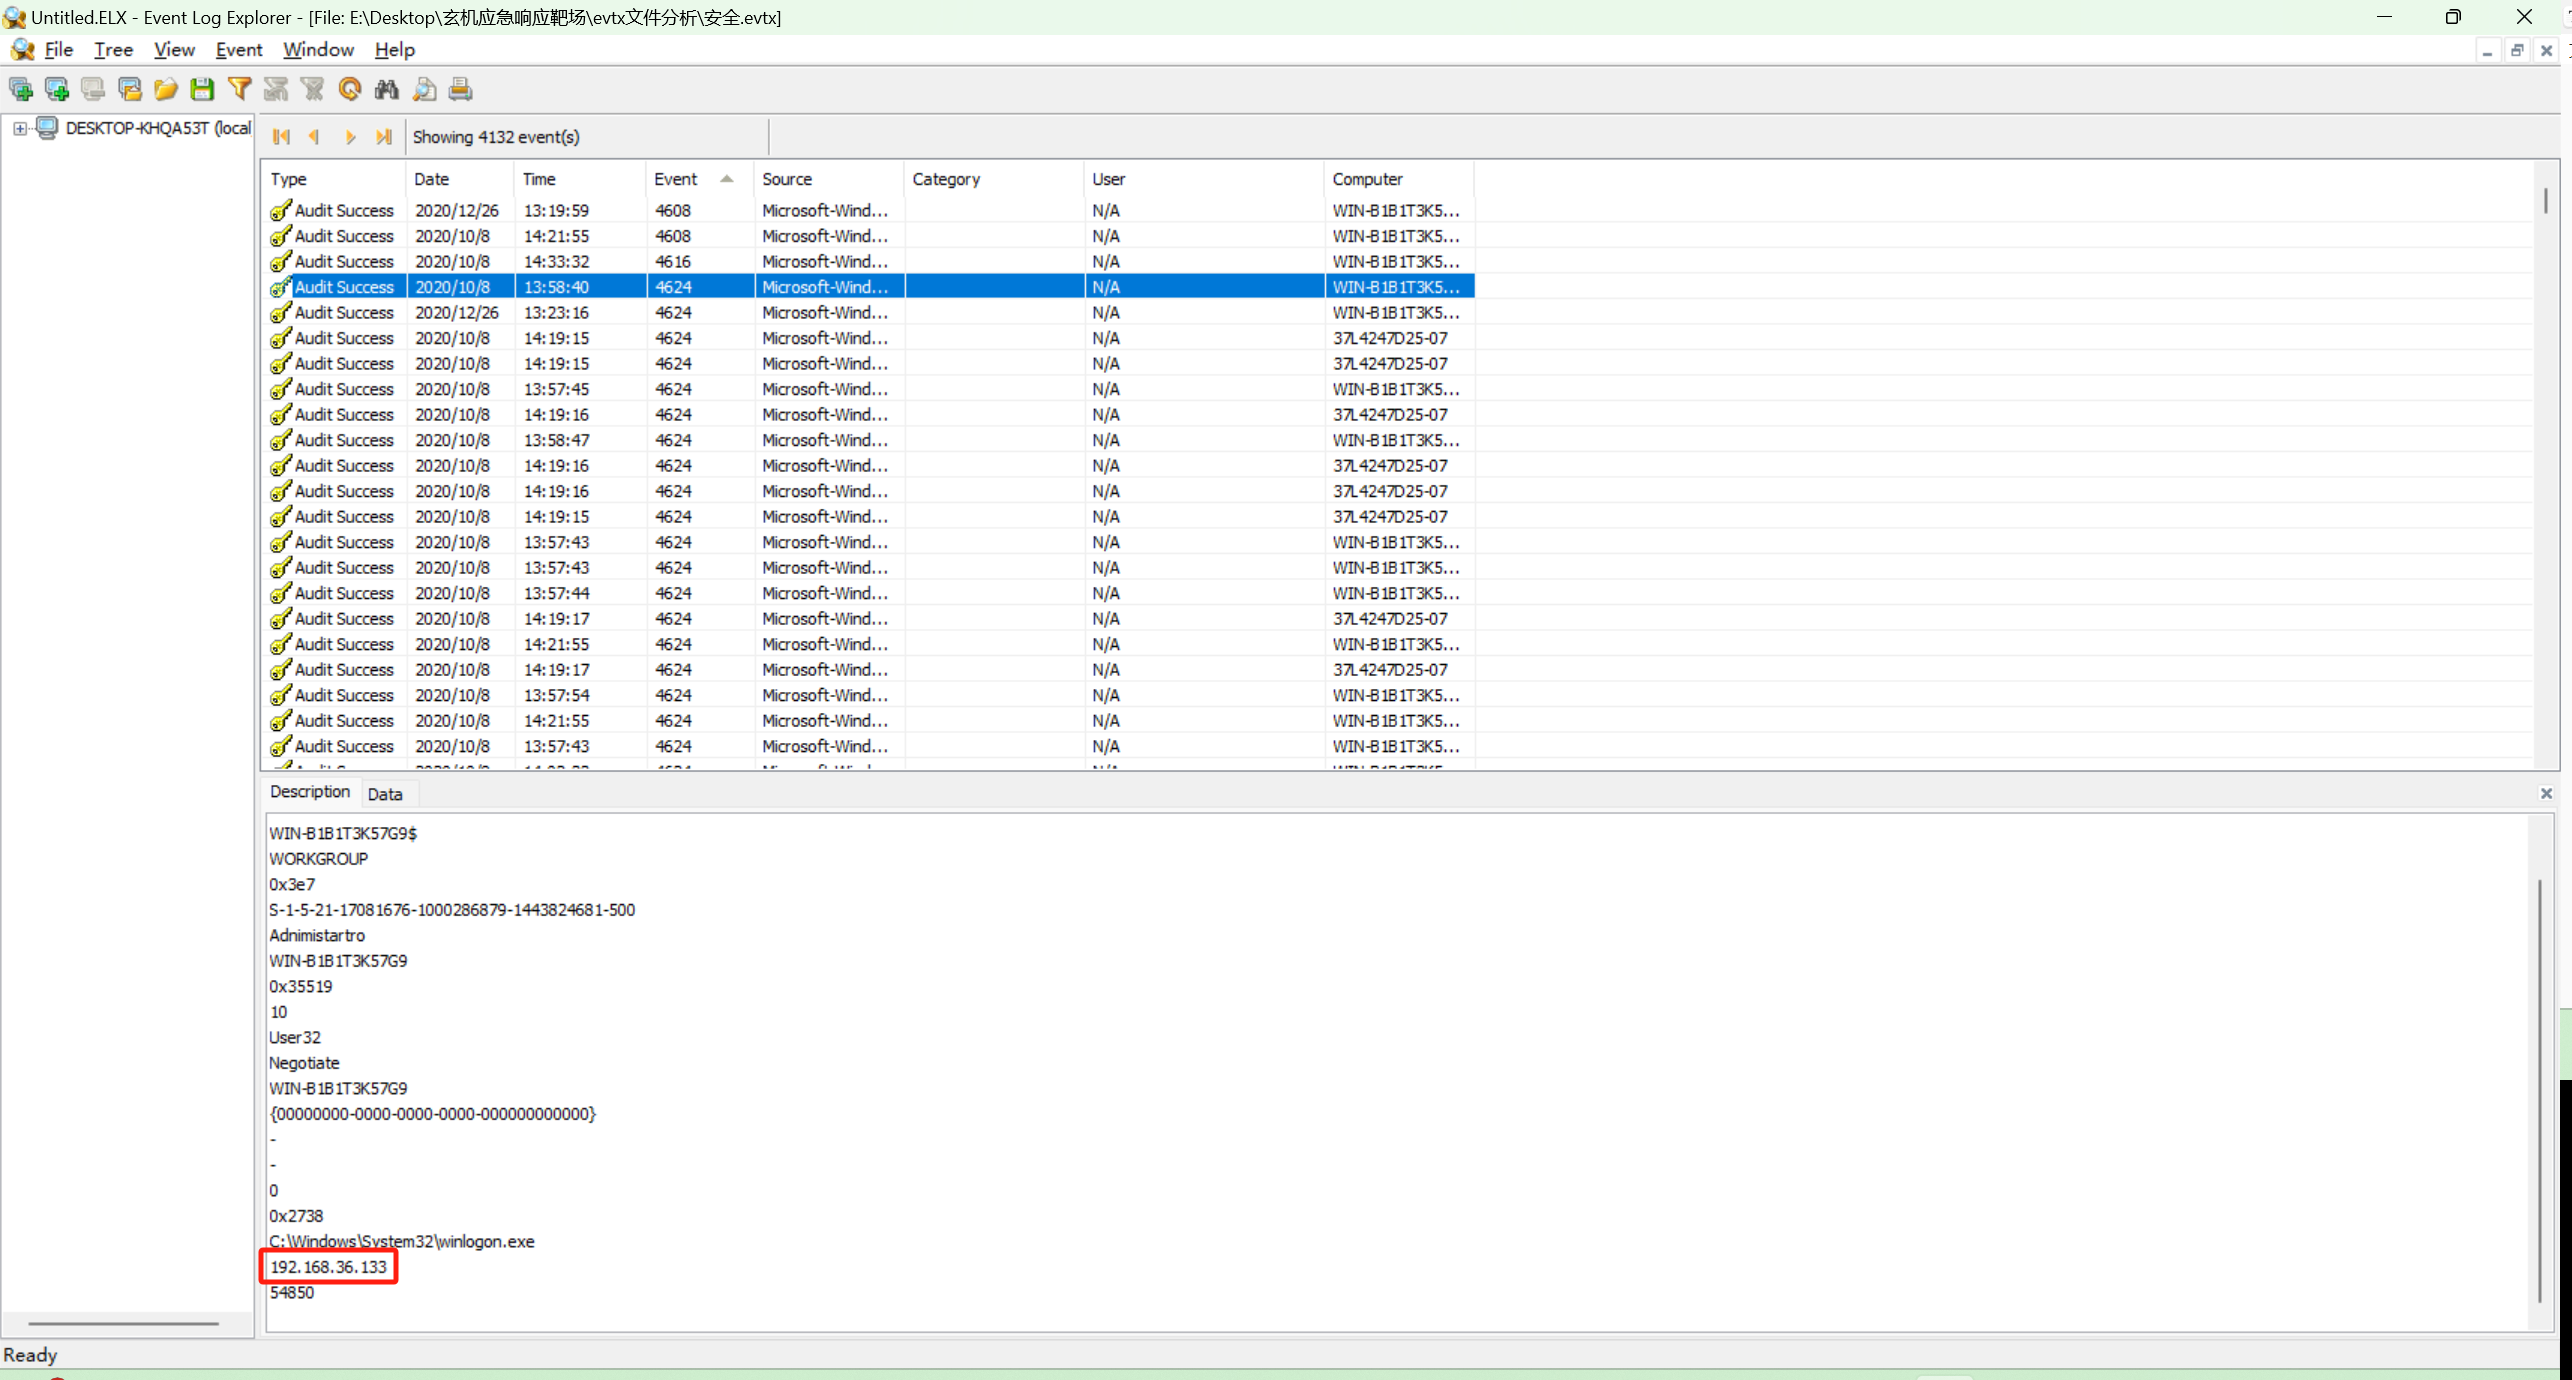 Untitled.ELX - Event Log Explorer - [File: E:\Desktop\玄机应急响应靶场\evtx文件分析\安全.evtx]
File Tree View Event Window Help
DESKTOP-KHQA53T (local
Showing 4132 event(s)
Type Date Time Event Source Category User Computer
Audit Success 2020/12/26 13:19:59 4608 Microsoft-Wind... N/A WIN-B1B1T3K5...
Audit Success 2020/10/8 14:21:55 4608 Microsoft-Wind... N/A WIN-B1B1T3K5...
Audit Success 2020/10/8 14:33:32 4616 Microsoft-Wind... N/A WIN-B1B1T3K5...
Audit Success 2020/10/8 13:58:40 4624 Microsoft-Wind... N/A WIN-B1B1T3K5...
Audit Success 2020/12/26 13:23:16 4624 Microsoft-Wind... N/A WIN-B1B1T3K5...
Audit Success 2020/10/8 14:19:15 4624 Microsoft-Wind... N/A 37L4247D25-07
Audit Success 2020/10/8 14:19:15 4624 Microsoft-Wind... N/A 37L4247D25-07
Audit Success 2020/10/8 13:57:45 4624 Microsoft-Wind... N/A WIN-B1B1T3K5...
Audit Success 2020/10/8 14:19:16 4624 Microsoft-Wind... N/A 37L4247D25-07
Audit Success 2020/10/8 13:58:47 4624 Microsoft-Wind... N/A WIN-B1B1T3K5...
Audit Success 2020/10/8 14:19:16 4624 Microsoft-Wind... N/A 37L4247D25-07
Audit Success 2020/10/8 14:19:16 4624 Microsoft-Wind... N/A 37L4247D25-07
Audit Success 2020/10/8 14:19:15 4624 Microsoft-Wind... N/A 37L4247D25-07
Audit Success 2020/10/8 13:57:43 4624 Microsoft-Wind... N/A WIN-B1B1T3K5...
Audit Success 2020/10/8 13:57:43 4624 Microsoft-Wind... N/A WIN-B1B1T3K5...
Audit Success 2020/10/8 13:57:44 4624 Microsoft-Wind... N/A WIN-B1B1T3K5...
Audit Success 2020/10/8 14:19:17 4624 Microsoft-Wind... N/A 37L4247D25-07
Audit Success 2020/10/8 14:21:55 4624 Microsoft-Wind... N/A WIN-B1B1T3K5...
Audit Success 2020/10/8 14:19:17 4624 Microsoft-Wind... N/A 37L4247D25-07
Audit Success 2020/10/8 13:57:54 4624 Microsoft-Wind... N/A WIN-B1B1T3K5...
Audit Success 2020/10/8 14:21:55 4624 Microsoft-Wind... N/A WIN-B1B1T3K5...
Audit Success 2020/10/8 13:57:43 4624 Microsoft-Wind... N/A WIN-B1B1T3K5...
Description Data
WIN-B1B1T3K57G9$
WORKGROUP
0x3e7
S-1-5-21-17081676-1000286879-1443824681-500
Adnimistartro
WIN-B1B1T3K57G9
0x35519
10
User32
Negotiate
WIN-B1B1T3K57G9
{00000000-0000-0000-0000-000000000000}
-
-
0
0x2738
C:\Windows\System32\winlogon.exe
192.168.36.133
54850
Ready